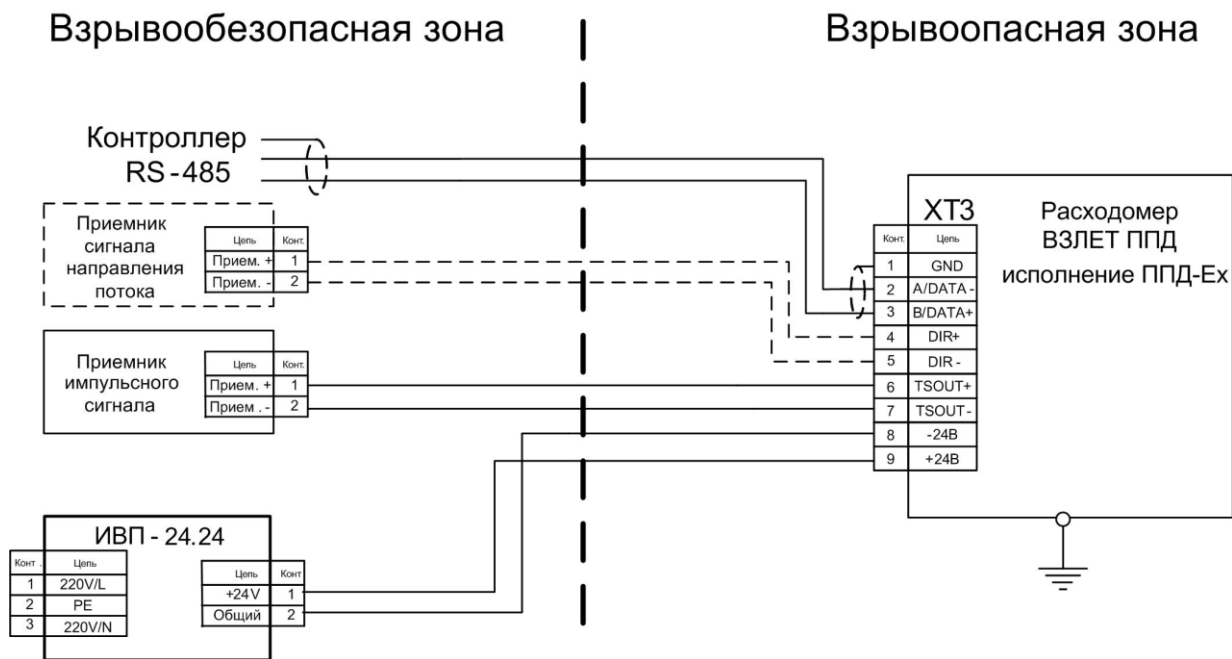 Взрывообезопасная зона
Взрывоопасная зона
Контроллер
RS-485
Приемник
сигнала
направления
потока
Цепь Конт.
Прием. + 1
Прием. - 2
Приемник
импульсного
сигнала
Цепь Конт.
Прием. + 1
Прием . - 2
ИВП - 24.24
Конт . Цепь
1 220V/L
2 PE
3 220V/N
Цепь Конт
+24V 1
Общий 2
XT3
Конт. Цепь
1 GND
2 A/DATA -
3 B/DATA+
4 DIR+
5 DIR -
6 TSOUT+
7 TSOUT-
8 -24В
9 +24В
Расходомер
ВЗЛЕТ ППД
исполнение ППД-Ex